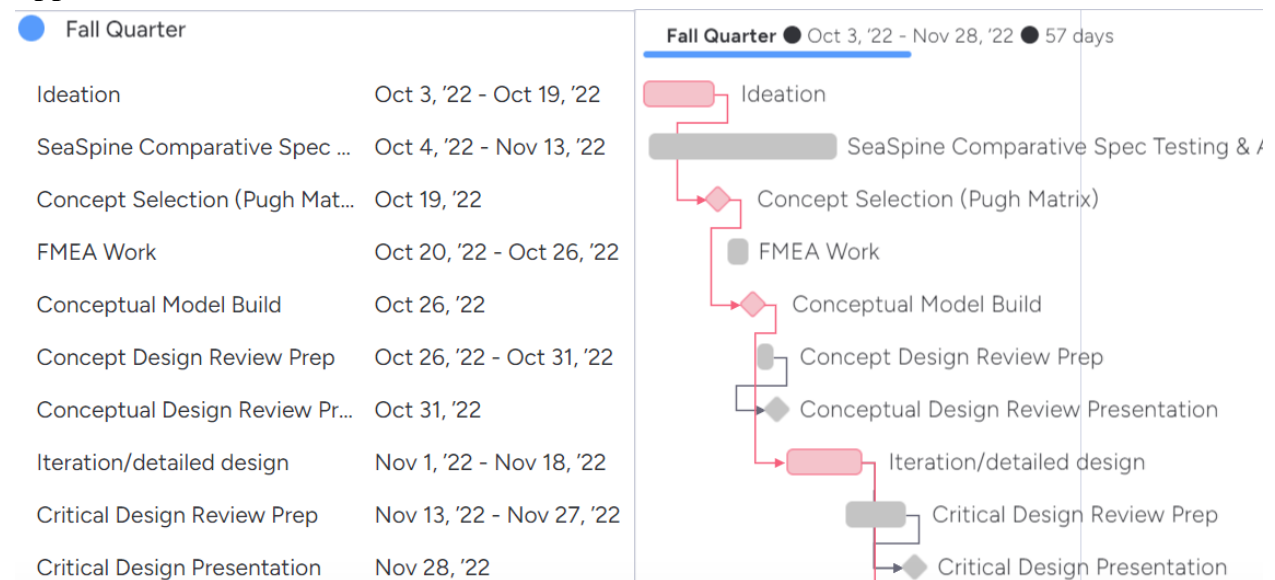 Fall Quarter
Fall Quarter ● Oct 3, '22 - Nov 28, '22 ● 57 days
Ideation Oct 3, '22 - Oct 19, '22 Ideation
SeaSpine Comparative Spec ... Oct 4, '22 - Nov 13, '22 SeaSpine Comparative Spec Testing &
Concept Selection (Pugh Mat... Oct 19, '22 Concept Selection (Pugh Matrix)
FMEA Work Oct 20, '22 - Oct 26, '22 FMEA Work
Conceptual Model Build Oct 26, '22 Conceptual Model Build
Concept Design Review Prep Oct 26, '22 - Oct 31, '22 Concept Design Review Prep
Conceptual Design Review Pr... Oct 31, '22 Conceptual Design Review Presentation
Iteration/detailed design Nov 1, '22 - Nov 18, '22 Iteration/detailed design
Critical Design Review Prep Nov 13, '22 - Nov 27, '22 Critical Design Review Prep
Critical Design Presentation Nov 28, '22 Critical Design Presentation